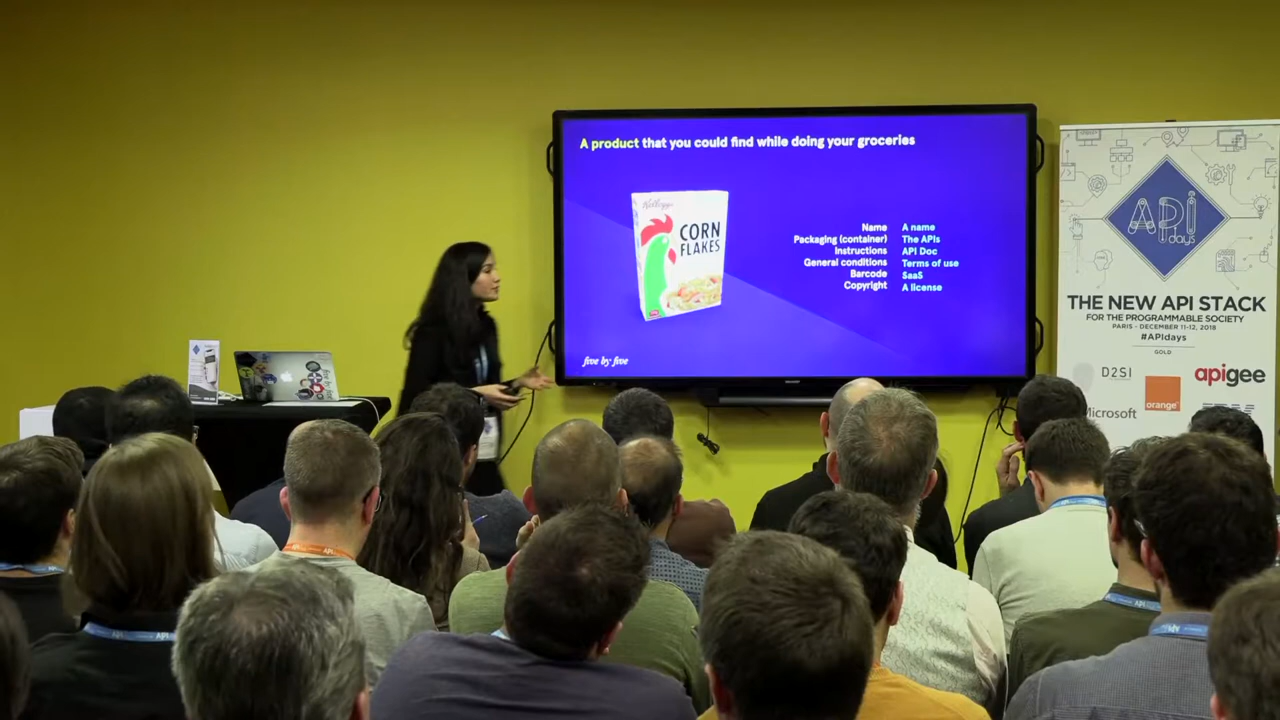 A product that you could find while doing your groceries
Kellogg's
CORN
FLAKES
Name A name
Packaging (container) The APIs
Instructions API Doc
General conditions Terms of use
Barcode SaaS
Copyright A license
five by five
API
days
THE NEW API STACK
FOR THE PROGRAMMABLE SOCIETY
PARIS - DECEMBER 11-12, 2018
#APIdays
GOLD
D2SI
orange
apigee
Microsoft